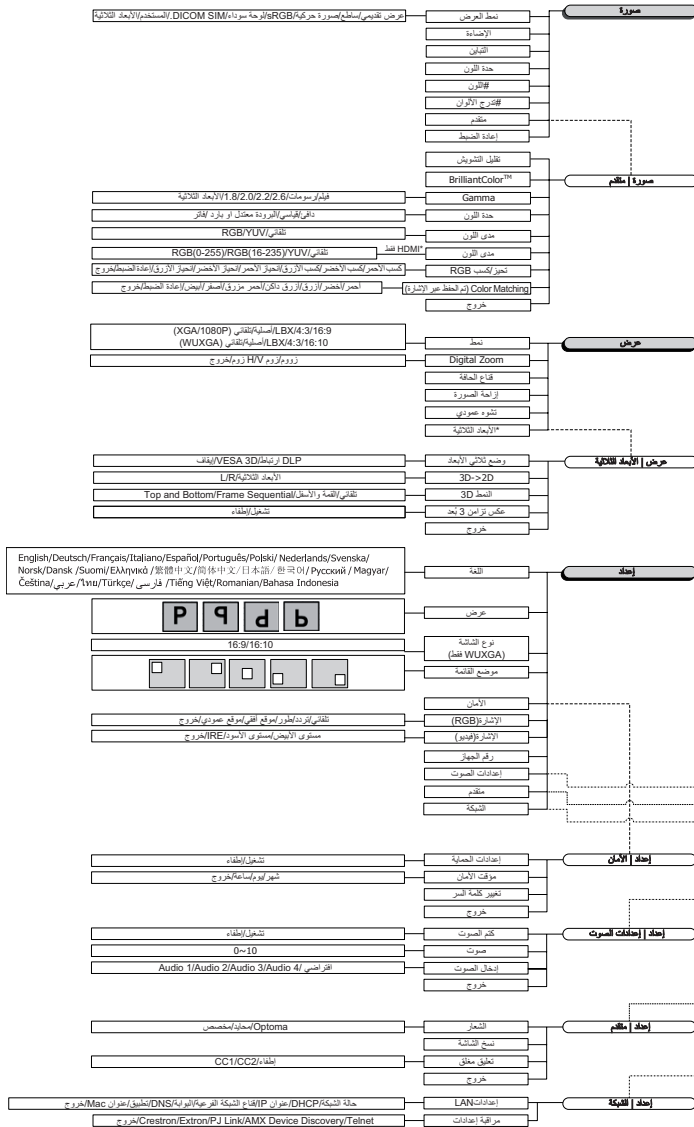 صورة
نمط العرض
عرض تقديمي/ساطع/صورة حركية/sRGB/لوحة سوداء/DICOM SIM./المستخدم/الأبعاد الثلاثية
الإضاءة
التباين
حدة اللون
#اللون
#تدرج الألوان
متقدم
إعادة الضبط
صورة | متقدم
تقليل التشويش
BrilliantColor™
Gamma
فيلم/رسومات/1.8/2.0/2.2/2.6/الأبعاد الثلاثية
حدة اللون
دافئ/قياسي/البرودة معتدل او بارد /فاتر
مدى اللون
تلقائي/RGB/YUV
مدى اللون
*HDMI فقط
تلقائي/RGB(0-255)/RGB(16-235)/YUV
تحيز/كسب RGB
كسب الأحمر/كسب الأخضر/كسب الأزرق/انحياز الأحمر/انحياز الأخضر/انحياز الأزرق/إعادة الضبط/خروج
Color Matching (تم الحفظ عبر الإشارة)
أحمر/أخضر/أزرق/أزرق داكن/أحمر مزرق/أصفر/أبيض/إعادة الضبط/خروج
خروج
عرض
نمط
LBX/4:3/16:9/أصلية/تلقائي (XGA/1080P)
LBX/4:3/16:10/أصلية/تلقائي (WUXGA)
Digital Zoom
زووم/زوم H/V زوم/خروج
قناع الحافة
إزاحة الصورة
تشوه عمودي
*الأبعاد الثلاثية
عرض | الأبعاد الثلاثية
وضع ثلاثي الأبعاد
DLP ارتباط/VESA 3D/إيقاف
3D->2D
الأبعاد الثلاثية/L/R
النمط 3D
تلقائي/القمة والأسفل/Top and Bottom/Frame Sequential
عكس تزامن 3 بُعد
تشغيل/إطفاء
خروج
إعداد
اللغة
English/Deutsch/Français/Italiano/Español/Português/Polski/ Nederlands/Svenska/
Norsk/Dansk /Suomi/Ελληνικά /繁體中文/简体中文/日本語/ 한국어/ Русский / Magyar/
Čeština/عربي/ไทย/Türkçe/ فارسی /Tiếng Việt/Romanian/Bahasa Indonesia
عرض
P
نوع الشاشة
(WUXGA فقط)
16:9/16:10
موضع القائمة
الأمان
الإشارة(RGB)
تلقائي/تردد/طور/موقع أفقي/موقع عمودي/خروج
الإشارة(فيديو)
مستوى الأبيض/مستوى الأسود/IRE/خروج
رقم الجهاز
إعدادات الصوت
متقدم
الشبكة
إعداد | الأمان
إعدادات الحماية
تشغيل/إطفاء
مؤقت الأمان
شهر/يوم/ساعة/خروج
تغيير كلمة السر
خروج
إعداد | إعدادات الصوت
كتم الصوت
تشغيل/إطفاء
صوت
0~10
إدخال الصوت
افتراضي /Audio 1/Audio 2/Audio 3/Audio 4
خروج
إعداد | متقدم
الشعار
Optoma/محايد/مخصص
نسخ الشاشة
تعليق مغلق
إطفاء/CC1/CC2
خروج
إعداد | الشبكة
إعداداتLAN
حالة الشبكة/DHCP/عنوان IP/قناع الشبكة الفرعية/البوابة/DNS/تطبيق/عنوان Mac/خروج
مراقبة إعدادات
Crestron/Extron/PJ Link/AMX Device Discovery/Telnet/خروج